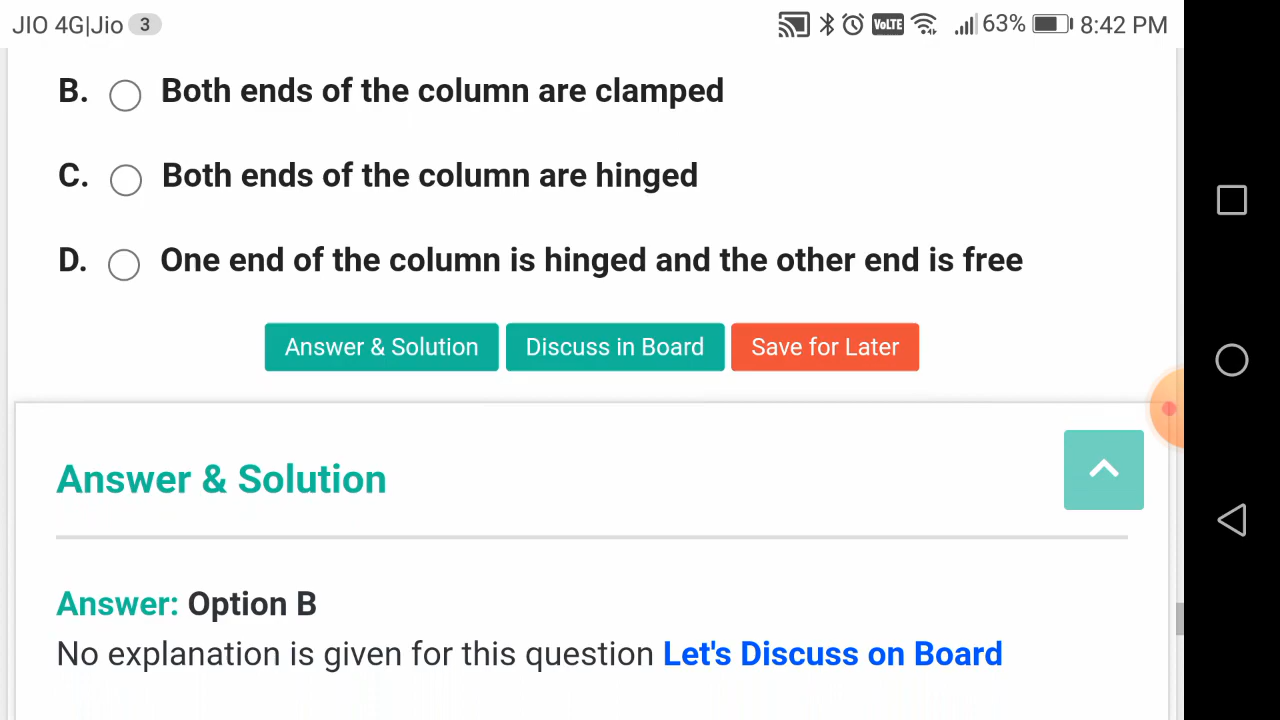 JIO 4G|Jio 3 VoLTE 63% 8:42 PM
B. Both ends of the column are clamped
C. Both ends of the column are hinged
D. One end of the column is hinged and the other end is free
Answer & Solution Discuss in Board Save for Later
Answer & Solution
Answer: Option B
No explanation is given for this question Let's Discuss on Board